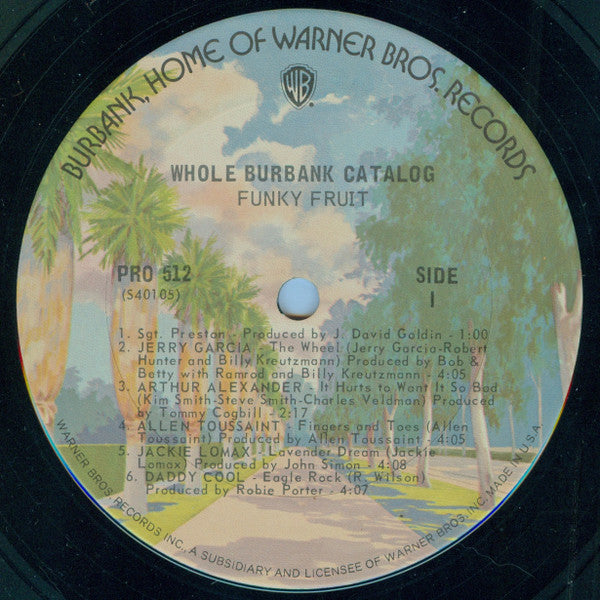 BURBANK, HOME OF WARNER BROS. RECORDS
WB
WHOLE BURBANK CATALOG
FUNKY FRUIT
PRO 512
(S40105)
SIDE
1
1. Sgt. Preston - Produced by J. David Goldin - 1:00
2. JERRY GARCIA - The Wheel (Jerry Garcia-Robert
Hunter and Billy Kreutzmann) Produced by Bob &
Betty with Ramrod and Billy Kreutzmann - 4:05
3. ARTHUR ALEXANDER - It Hurts to Want It So Bad
(Kim Smith-Steve Smith-Charles Veldman) Produced
by Tommy Cogbill - 2:17
4. ALLEN TOUSSAINT - Fingers and Toes (Allen
Toussaint) Produced by Allen Toussaint - 4:05
5. JACKIE LOMAX - Lavender Dream (Jackie
Lomax) Produced by John Simon - 4:08
6. DADDY COOL - Eagle Rock (R. Wilson)
Produced by Robie Porter - 4:07
WARNER BROS. RECORDS INC., A SUBSIDIARY AND LICENSEE OF WARNER BROS. INC. MADE IN U.S.A.